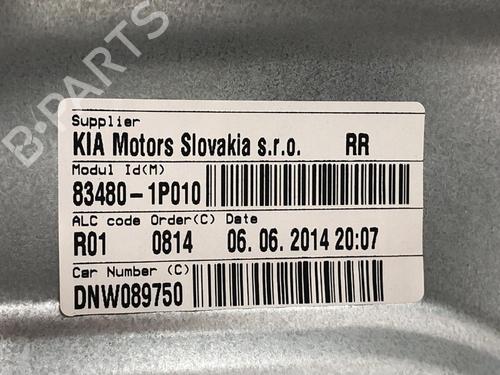 B-PARTS
Supplier
KIA Motors Slovakia s.r.o. RR
Modul Id(M)
83480-1P010
ALC code Order(C) Date
R01 0814 06.06.2014 20:07
Car Number (C)
DNW089750